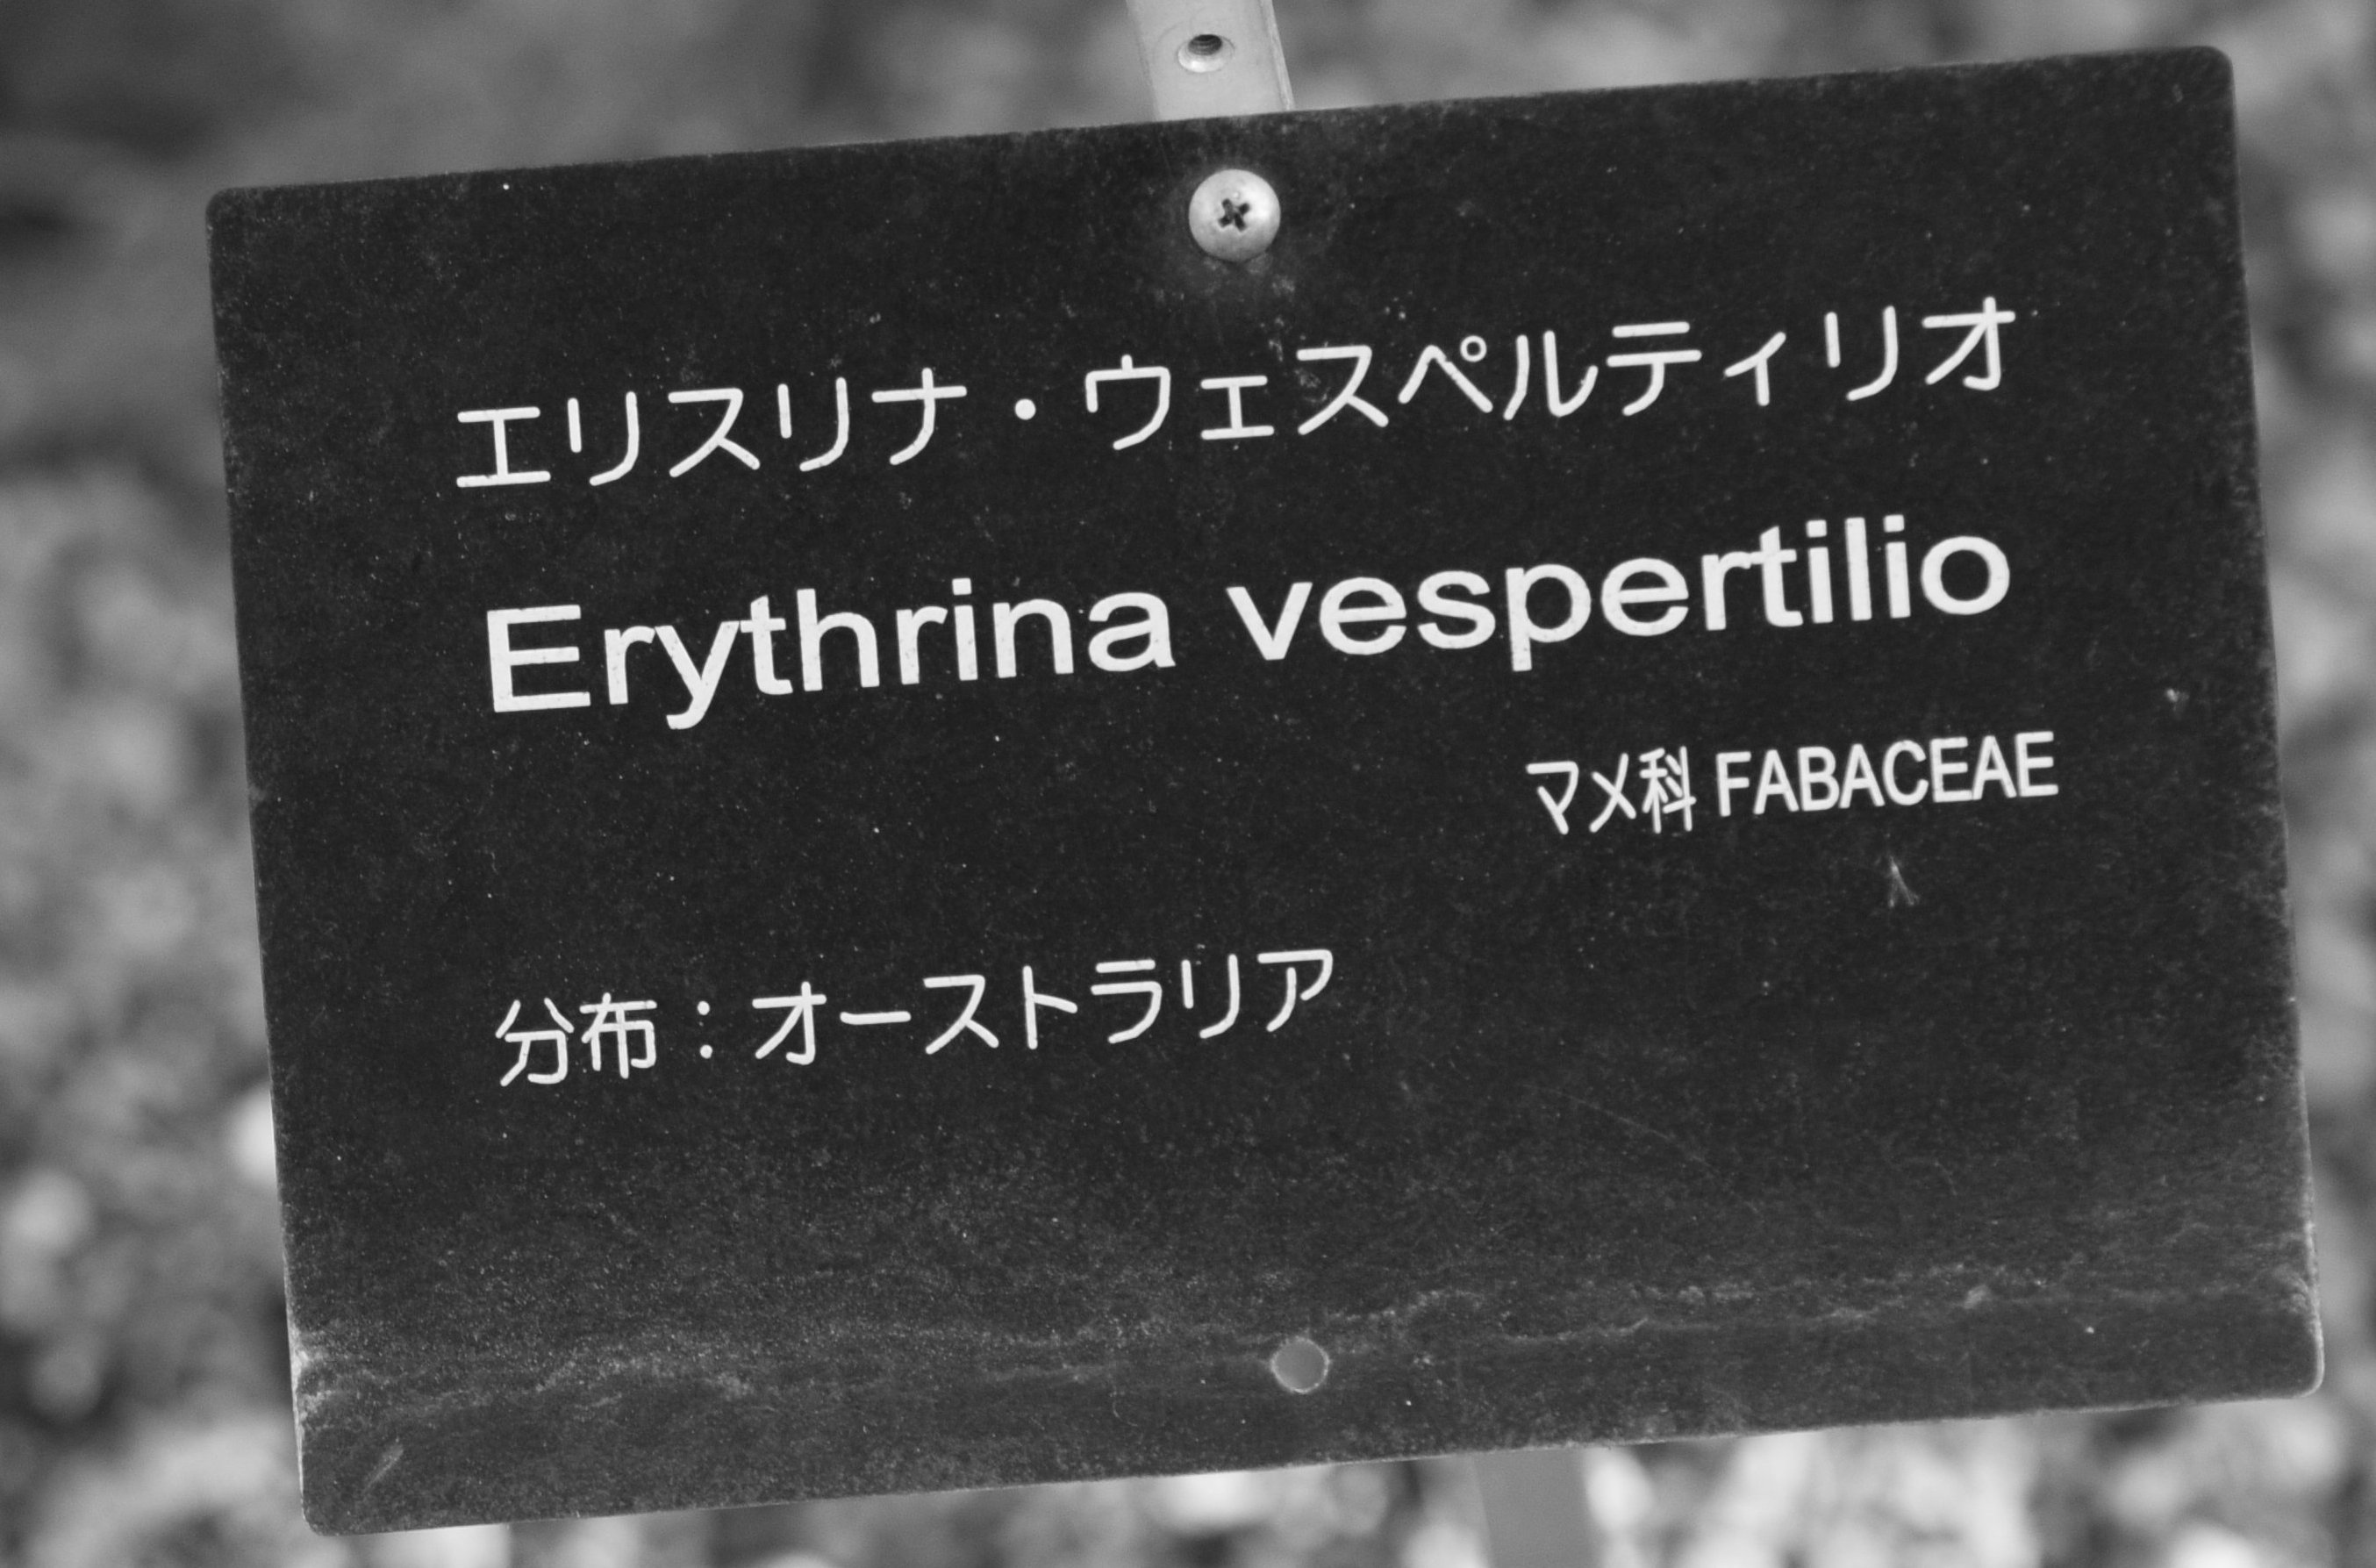 エリスリナ・ウェスペルティリオ
Erythrina vespertilio
マメ科 FABACEAE
分布：オーストラリア